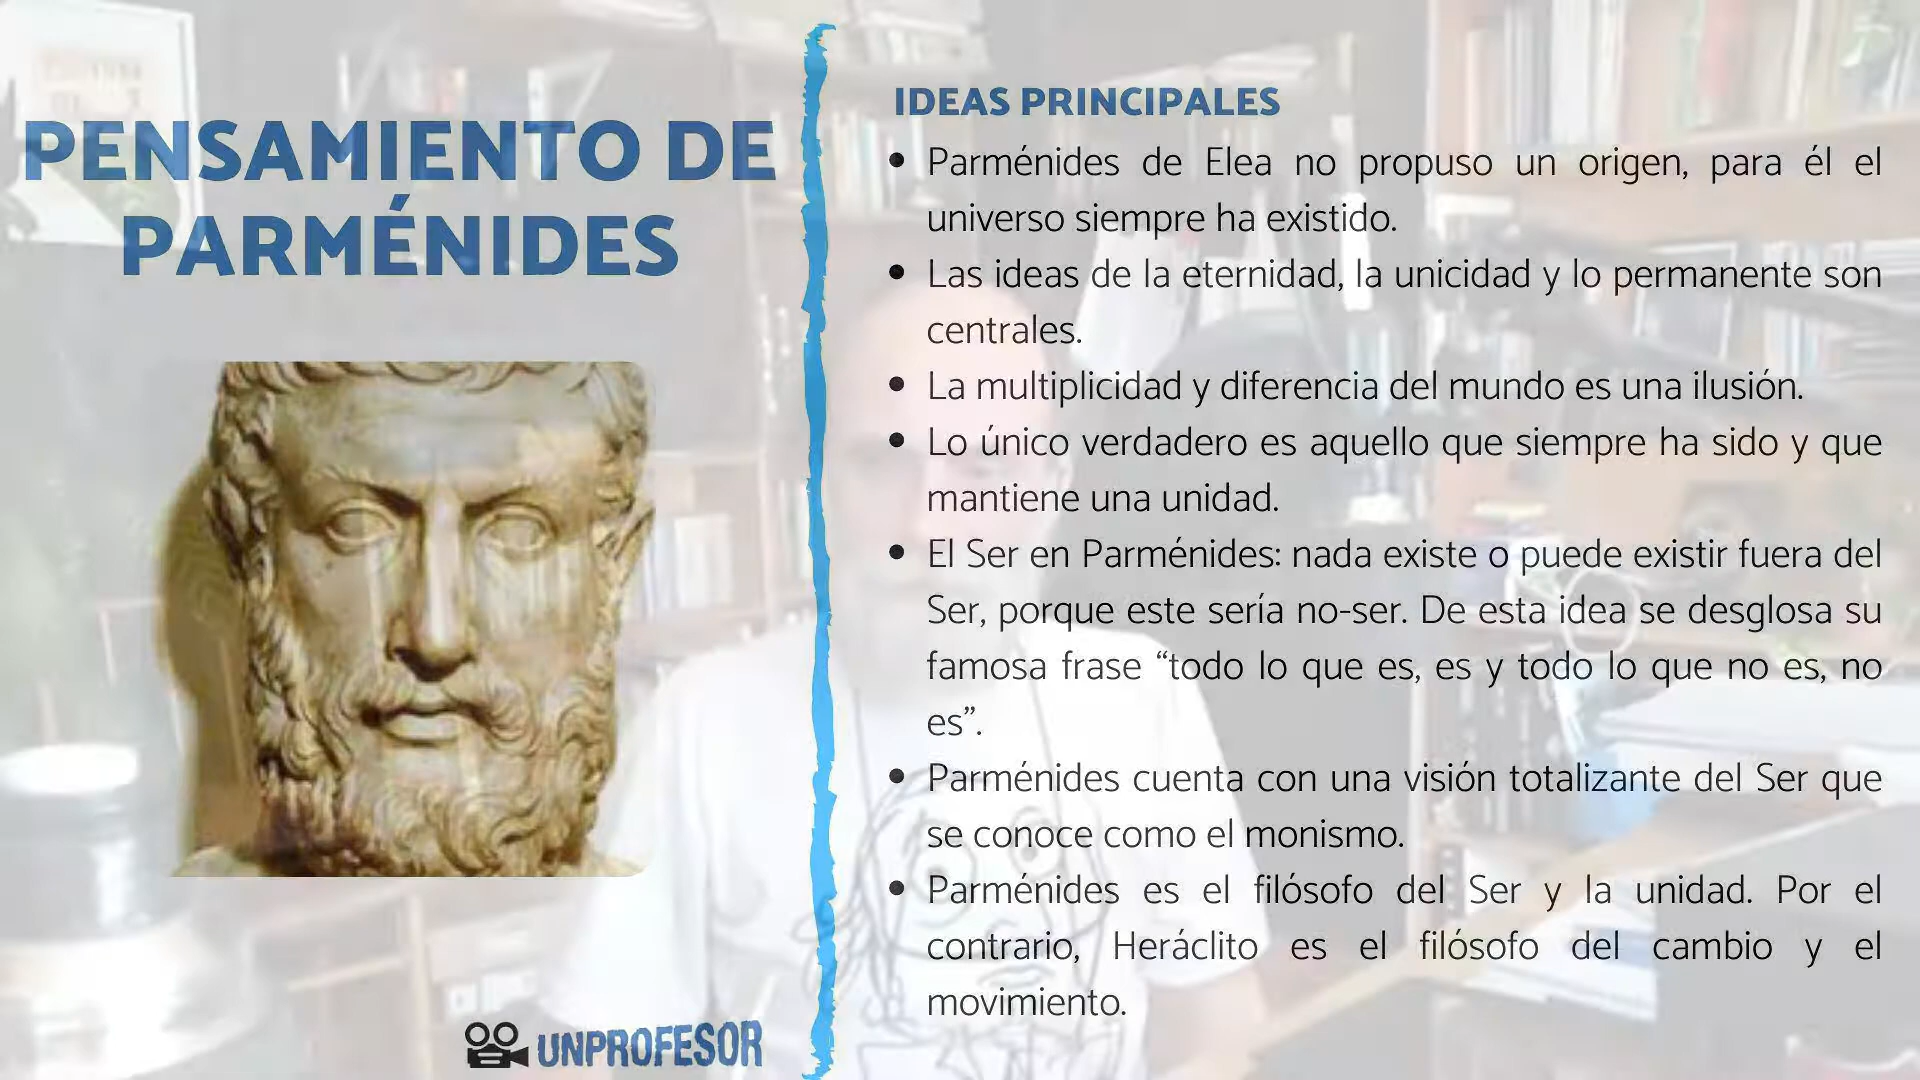 PENSAMIENTO DE
PARMÉNIDES
IDEAS PRINCIPALES
• Parménides de Elea no propuso un origen, para él el
universo siempre ha existido.
• Las ideas de la eternidad, la unicidad y lo permanente son
centrales.
• La multiplicidad y diferencia del mundo es una ilusión.
• Lo único verdadero es aquello que siempre ha sido y que
mantiene una unidad.
• El Ser en Parménides: nada existe o puede existir fuera del
Ser, porque este sería no-ser. De esta idea se desglosa su
famosa frase “todo lo que es, es y todo lo que no es, no
es”.
• Parménides cuenta con una visión totalizante del Ser que
se conoce como el monismo.
• Parménides es el filósofo del Ser y la unidad. Por el
contrario, Heráclito es el filósofo del cambio y el
movimiento.
UNPROFESOR